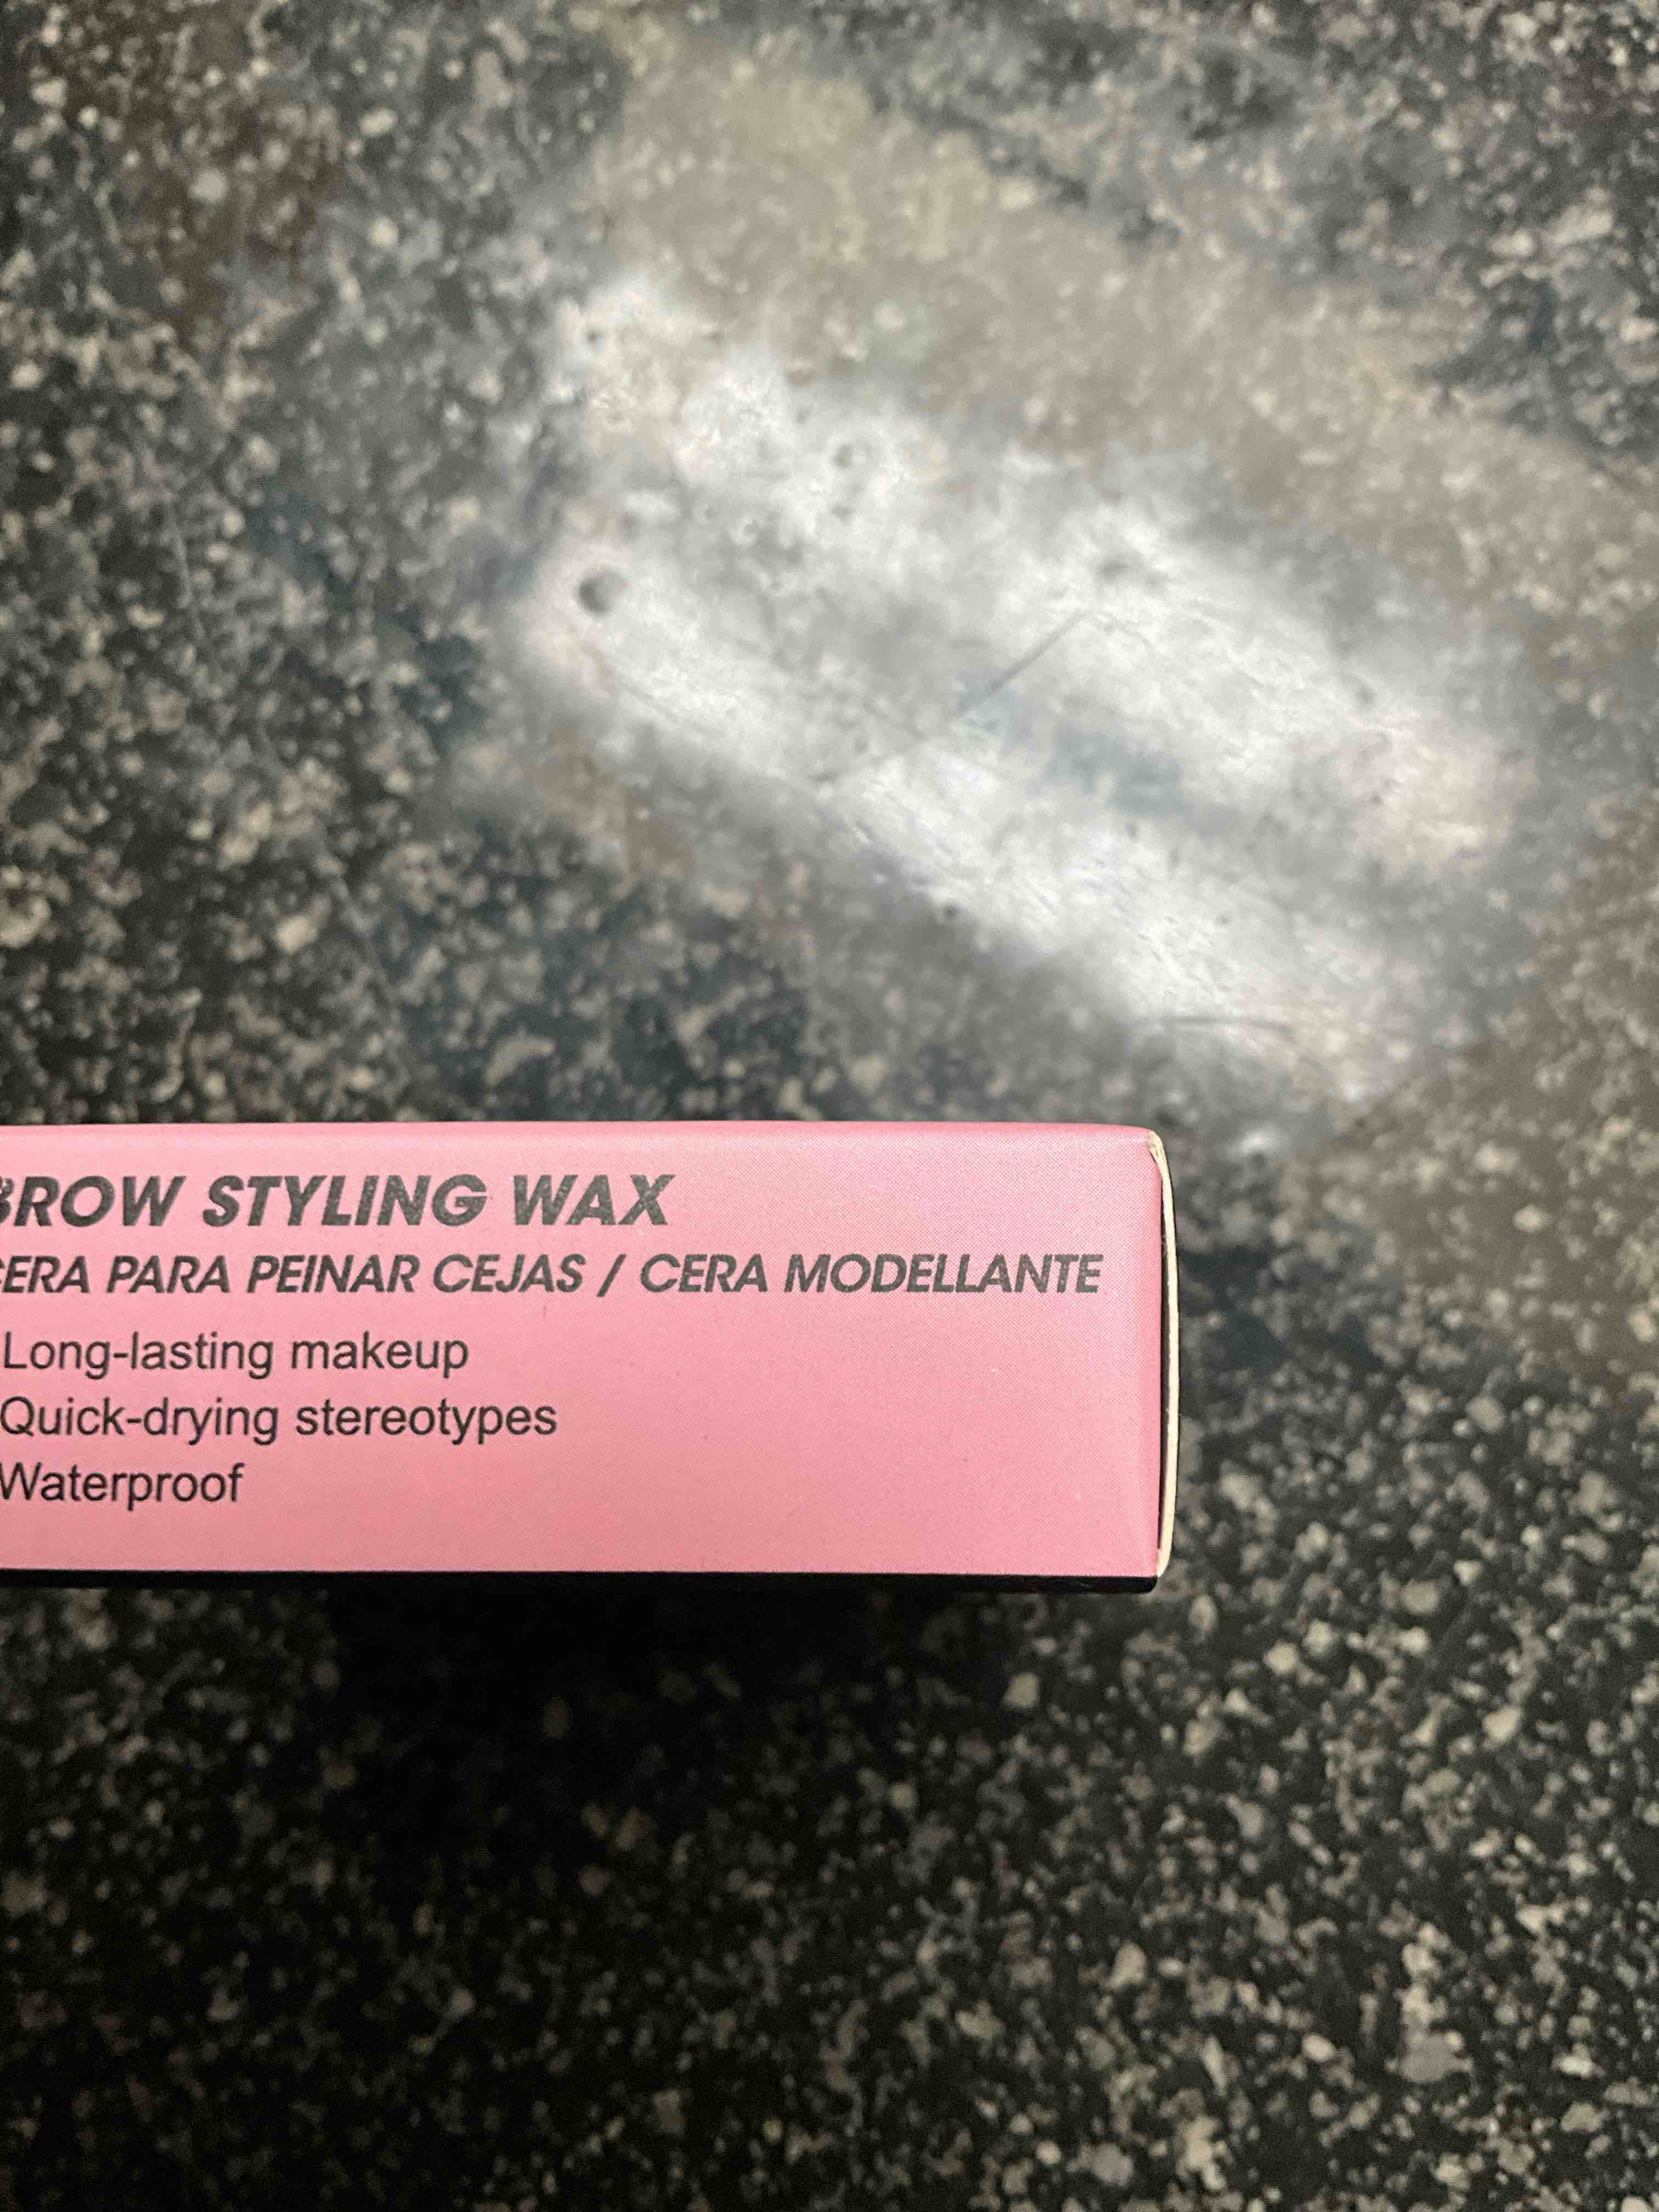 BROW STYLING WAX
CERA PARA PEINAR CEJAS / CERA MODELLANTE
Long-lasting makeup
Quick-drying stereotypes
Waterproof